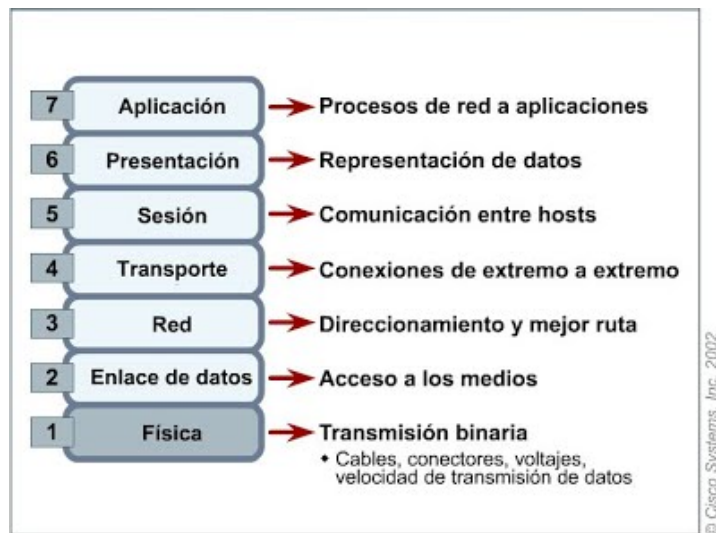 7 Aplicación Procesos de red a aplicaciones
6 Presentación Representación de datos
5 Sesión Comunicación entre hosts
4 Transporte Conexiones de extremo a extremo
3 Red Direccionamiento y mejor ruta
2 Enlace de datos Acceso a los medios
1 Física Transmisión binaria
• Cables, conectores, voltajes,
velocidad de transmisión de datos
© Cisco Systems, Inc. 2002